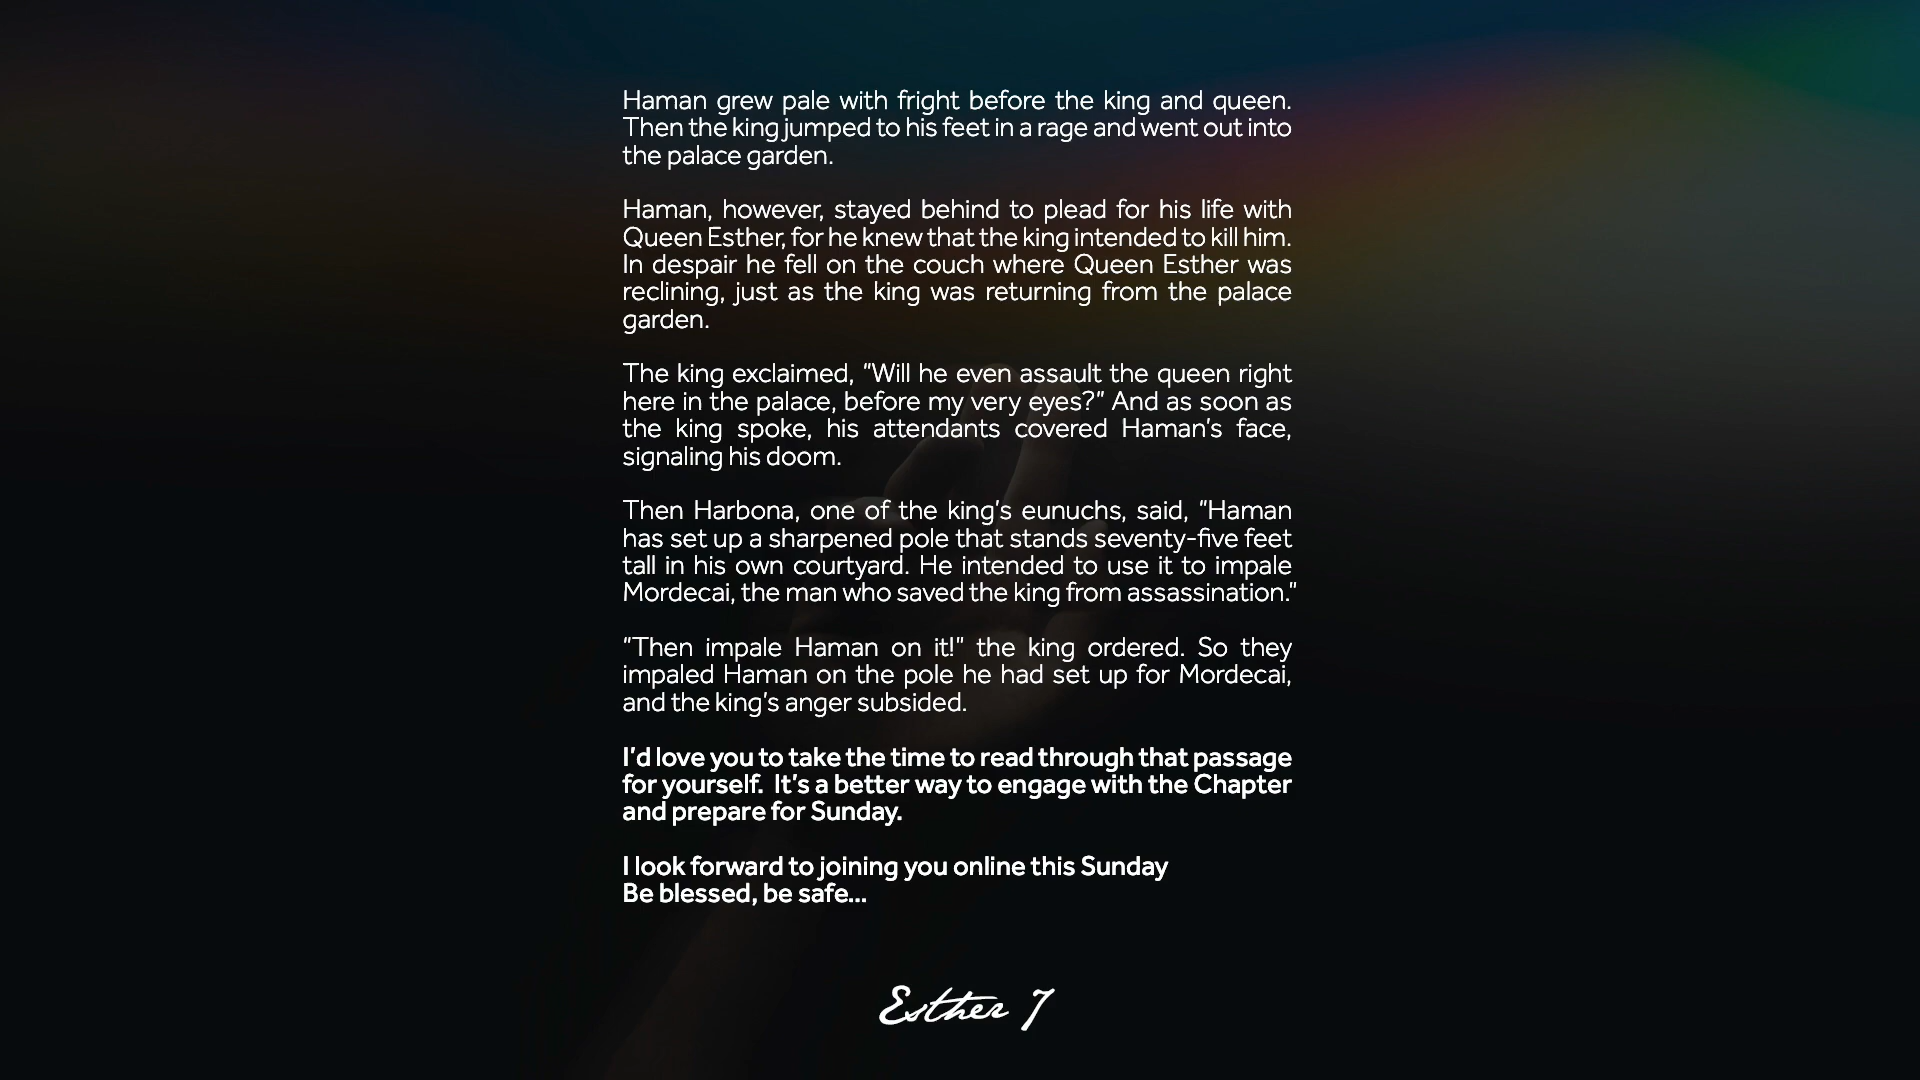 Haman grew pale with fright before the king and queen.
Then the king jumped to his feet in a rage and went out into
the palace garden.
Haman, however, stayed behind to plead for his life with
Queen Esther, for he knew that the king intended to kill him.
In despair he fell on the couch where Queen Esther was
reclining, just as the king was returning from the palace
garden.
The king exclaimed, "Will he even assault the queen right
here in the palace, before my very eyes?" And as soon as
the king spoke, his attendants covered Haman's face,
signaling his doom.
Then Harbona, one of the king's eunuchs, said, "Haman
has set up a sharpened pole that stands seventy-five feet
tall in his own courtyard. He intended to use it to impale
Mordecai, the man who saved the king from assassination."
"Then impale Haman on it!" the king ordered. So they
impaled Haman on the pole he had set up for Mordecai,
and the king's anger subsided.
I'd love you to take the time to read through that passage
for yourself.  It's a better way to engage with the Chapter
and prepare for Sunday.
I look forward to joining you online this Sunday
Be blessed, be safe...
Esther 7